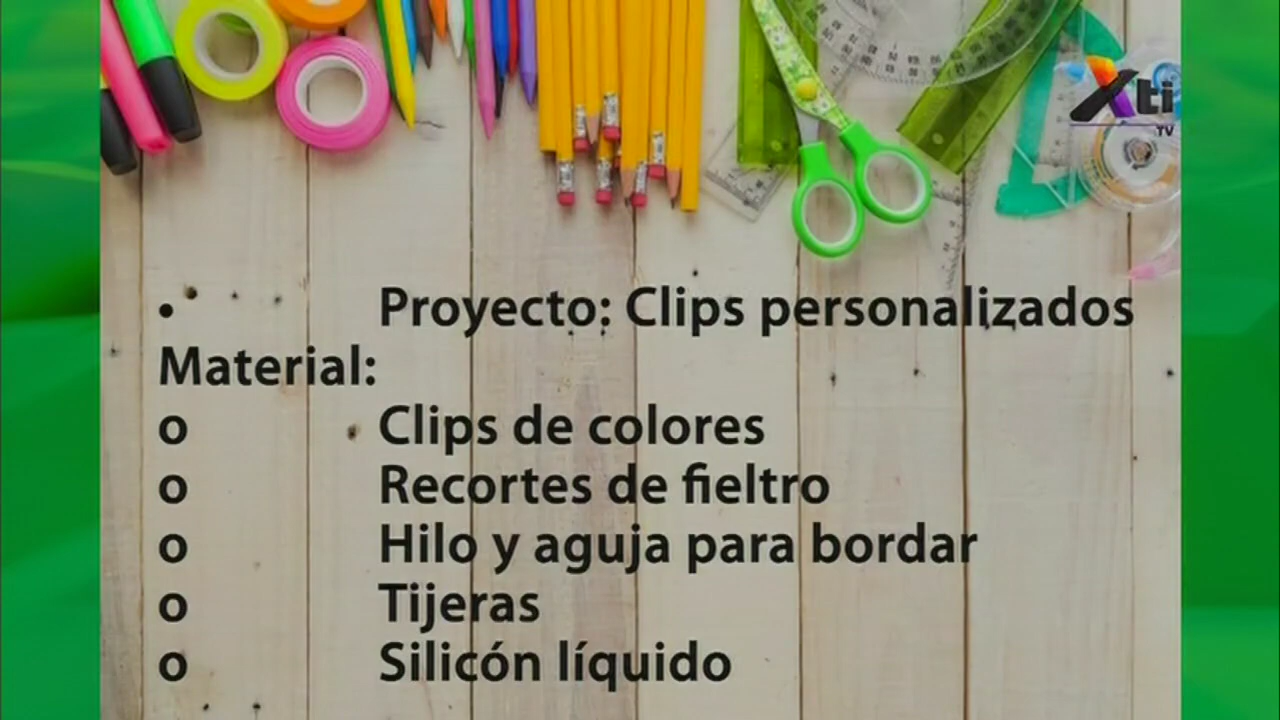 Xti
TV
• Proyecto: Clips personalizados
Material:
o Clips de colores
o Recortes de fieltro
o Hilo y aguja para bordar
o Tijeras
o Silicón líquido